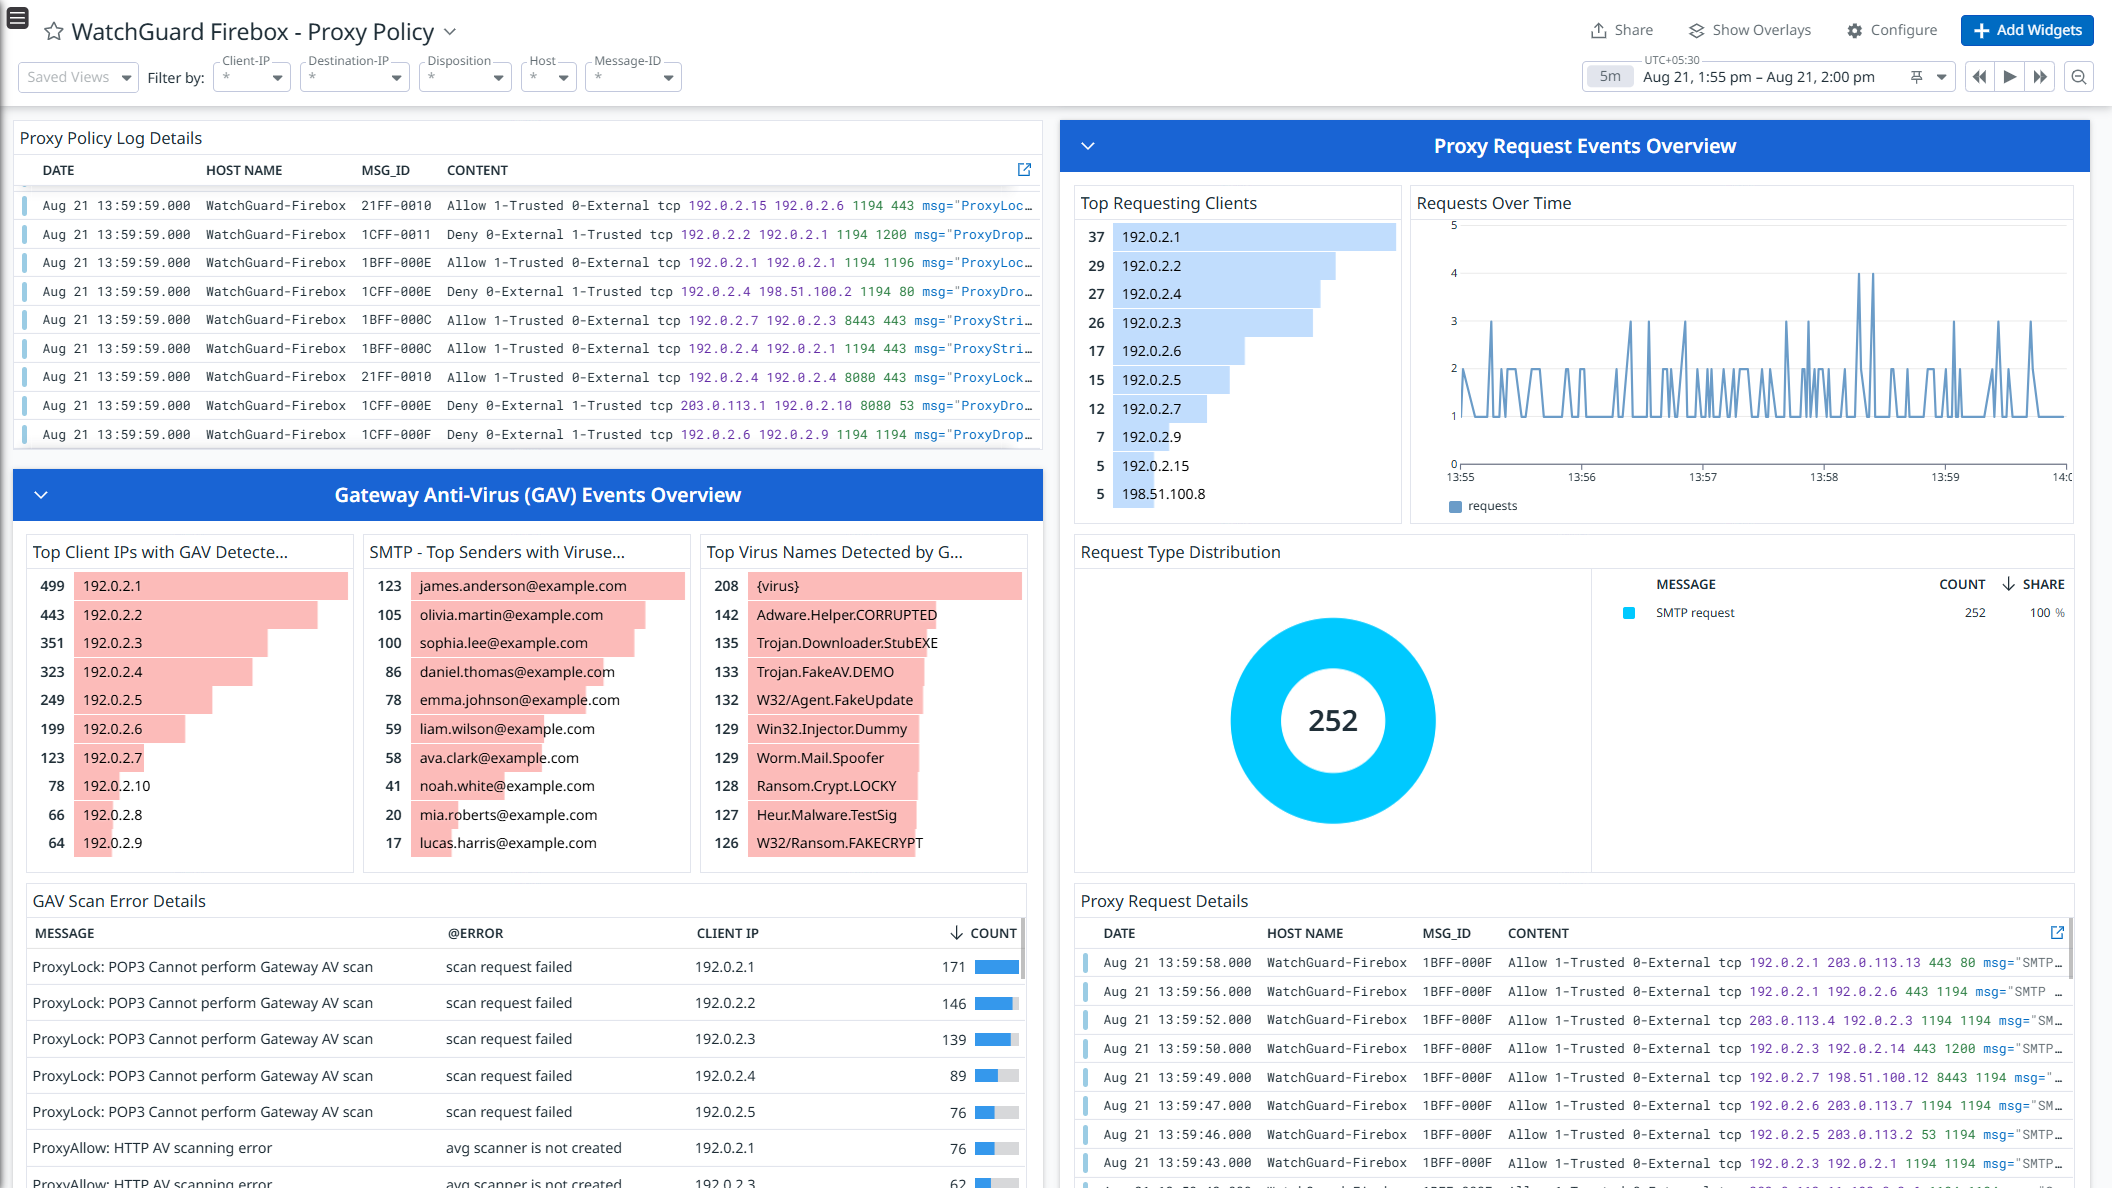 WatchGuard Firebox - Proxy Policy
Share
Show Overlays
Configure
Add Widgets
Saved Views
Filter by:
Client-IP
*
Destination-IP
*
Disposition
*
Host
*
Message-ID
*
UTC+05:30
5m Aug 21, 1:55 pm – Aug 21, 2:00 pm
Proxy Policy Log Details
DATE HOST NAME MSG_ID CONTENT
Aug 21 13:59:59.000 WatchGuard-Firebox 21FF-0010 Allow 1-Trusted 0-External tcp 192.0.2.15 192.0.2.6 1194 443 msg="ProxyLoc…
Aug 21 13:59:59.000 WatchGuard-Firebox 1CFF-0011 Deny 0-External 1-Trusted tcp 192.0.2.2 192.0.2.1 1194 1200 msg="ProxyDrop…
Aug 21 13:59:59.000 WatchGuard-Firebox 1BFF-000E Allow 1-Trusted 0-External tcp 192.0.2.1 192.0.2.1 1194 1196 msg="ProxyLoc…
Aug 21 13:59:59.000 WatchGuard-Firebox 1CFF-000E Deny 0-External 1-Trusted tcp 192.0.2.4 198.51.100.2 1194 80 msg="ProxyDro…
Aug 21 13:59:59.000 WatchGuard-Firebox 1BFF-000C Allow 1-Trusted 0-External tcp 192.0.2.7 192.0.2.3 8443 443 msg="ProxyStri…
Aug 21 13:59:59.000 WatchGuard-Firebox 1BFF-000C Allow 1-Trusted 0-External tcp 192.0.2.4 192.0.2.1 1194 443 msg="ProxyStri…
Aug 21 13:59:59.000 WatchGuard-Firebox 21FF-0010 Allow 1-Trusted 0-External tcp 192.0.2.4 192.0.2.4 8080 443 msg="ProxyLock…
Aug 21 13:59:59.000 WatchGuard-Firebox 1CFF-000E Deny 0-External 1-Trusted tcp 203.0.113.1 192.0.2.10 8080 53 msg="ProxyDro…
Aug 21 13:59:59.000 WatchGuard-Firebox 1CFF-000F Deny 0-External 1-Trusted tcp 192.0.2.6 192.0.2.9 1194 1194 msg="ProxyDrop…
Gateway Anti-Virus (GAV) Events Overview
Top Client IPs with GAV Detecte...
499 192.0.2.1
443 192.0.2.2
351 192.0.2.3
323 192.0.2.4
249 192.0.2.5
199 192.0.2.6
123 192.0.2.7
78 192.0.2.10
66 192.0.2.8
64 192.0.2.9
SMTP - Top Senders with Viruse...
123 james.anderson@example.com
105 olivia.martin@example.com
100 sophia.lee@example.com
86 daniel.thomas@example.com
78 emma.johnson@example.com
59 liam.wilson@example.com
58 ava.clark@example.com
41 noah.white@example.com
20 mia.roberts@example.com
17 lucas.harris@example.com
Top Virus Names Detected by G...
208 {virus}
142 Adware.Helper.CORRUPTED
135 Trojan.Downloader.StubEXE
133 Trojan.FakeAV.DEMO
132 W32/Agent.FakeUpdate
129 Win32.Injector.Dummy
129 Worm.Mail.Spoofer
128 Ransom.Crypt.LOCKY
127 Heur.Malware.TestSig
126 W32/Ransom.FAKECRYPT
GAV Scan Error Details
MESSAGE @ERROR CLIENT IP COUNT
ProxyLock: POP3 Cannot perform Gateway AV scan scan request failed 192.0.2.1 171
ProxyLock: POP3 Cannot perform Gateway AV scan scan request failed 192.0.2.2 146
ProxyLock: POP3 Cannot perform Gateway AV scan scan request failed 192.0.2.3 139
ProxyLock: POP3 Cannot perform Gateway AV scan scan request failed 192.0.2.4 89
ProxyLock: POP3 Cannot perform Gateway AV scan scan request failed 192.0.2.5 76
ProxyAllow: HTTP AV scanning error avg scanner is not created 192.0.2.1 76
ProxyAllow: HTTP AV scanning error avg scanner is not created 192.0.2.3 62
Proxy Request Events Overview
Top Requesting Clients
37 192.0.2.1
29 192.0.2.2
27 192.0.2.4
26 192.0.2.3
17 192.0.2.6
15 192.0.2.5
12 192.0.2.7
7 192.0.2.9
5 192.0.2.15
5 198.51.100.8
Requests Over Time
5
4
3
2
1
0
13:55 13:56 13:57 13:58 13:59
requests
Request Type Distribution
252
MESSAGE COUNT SHARE
SMTP request 252 100 %
Proxy Request Details
DATE HOST NAME MSG_ID CONTENT
Aug 21 13:59:58.000 WatchGuard-Firebox 1BFF-000F Allow 1-Trusted 0-External tcp 192.0.2.1 203.0.113.13 443 80 msg="SMTP…
Aug 21 13:59:56.000 WatchGuard-Firebox 1BFF-000F Allow 1-Trusted 0-External tcp 192.0.2.1 192.0.2.6 443 1194 msg="SMTP …
Aug 21 13:59:52.000 WatchGuard-Firebox 1BFF-000F Allow 1-Trusted 0-External tcp 203.0.113.4 192.0.2.3 1194 1194 msg="SM…
Aug 21 13:59:50.000 WatchGuard-Firebox 1BFF-000F Allow 1-Trusted 0-External tcp 192.0.2.3 192.0.2.14 443 1200 msg="SMTP…
Aug 21 13:59:49.000 WatchGuard-Firebox 1BFF-000F Allow 1-Trusted 0-External tcp 192.0.2.7 198.51.100.12 8443 1194 msg="…
Aug 21 13:59:47.000 WatchGuard-Firebox 1BFF-000F Allow 1-Trusted 0-External tcp 192.0.2.6 203.0.113.7 1194 1194 msg="SM…
Aug 21 13:59:46.000 WatchGuard-Firebox 1BFF-000F Allow 1-Trusted 0-External tcp 192.0.2.5 203.0.113.2 53 1194 msg="SMTP…
Aug 21 13:59:43.000 WatchGuard-Firebox 1BFF-000F Allow 1-Trusted 0-External tcp 192.0.2.3 192.0.2.1 1194 1194 msg="SMTP…